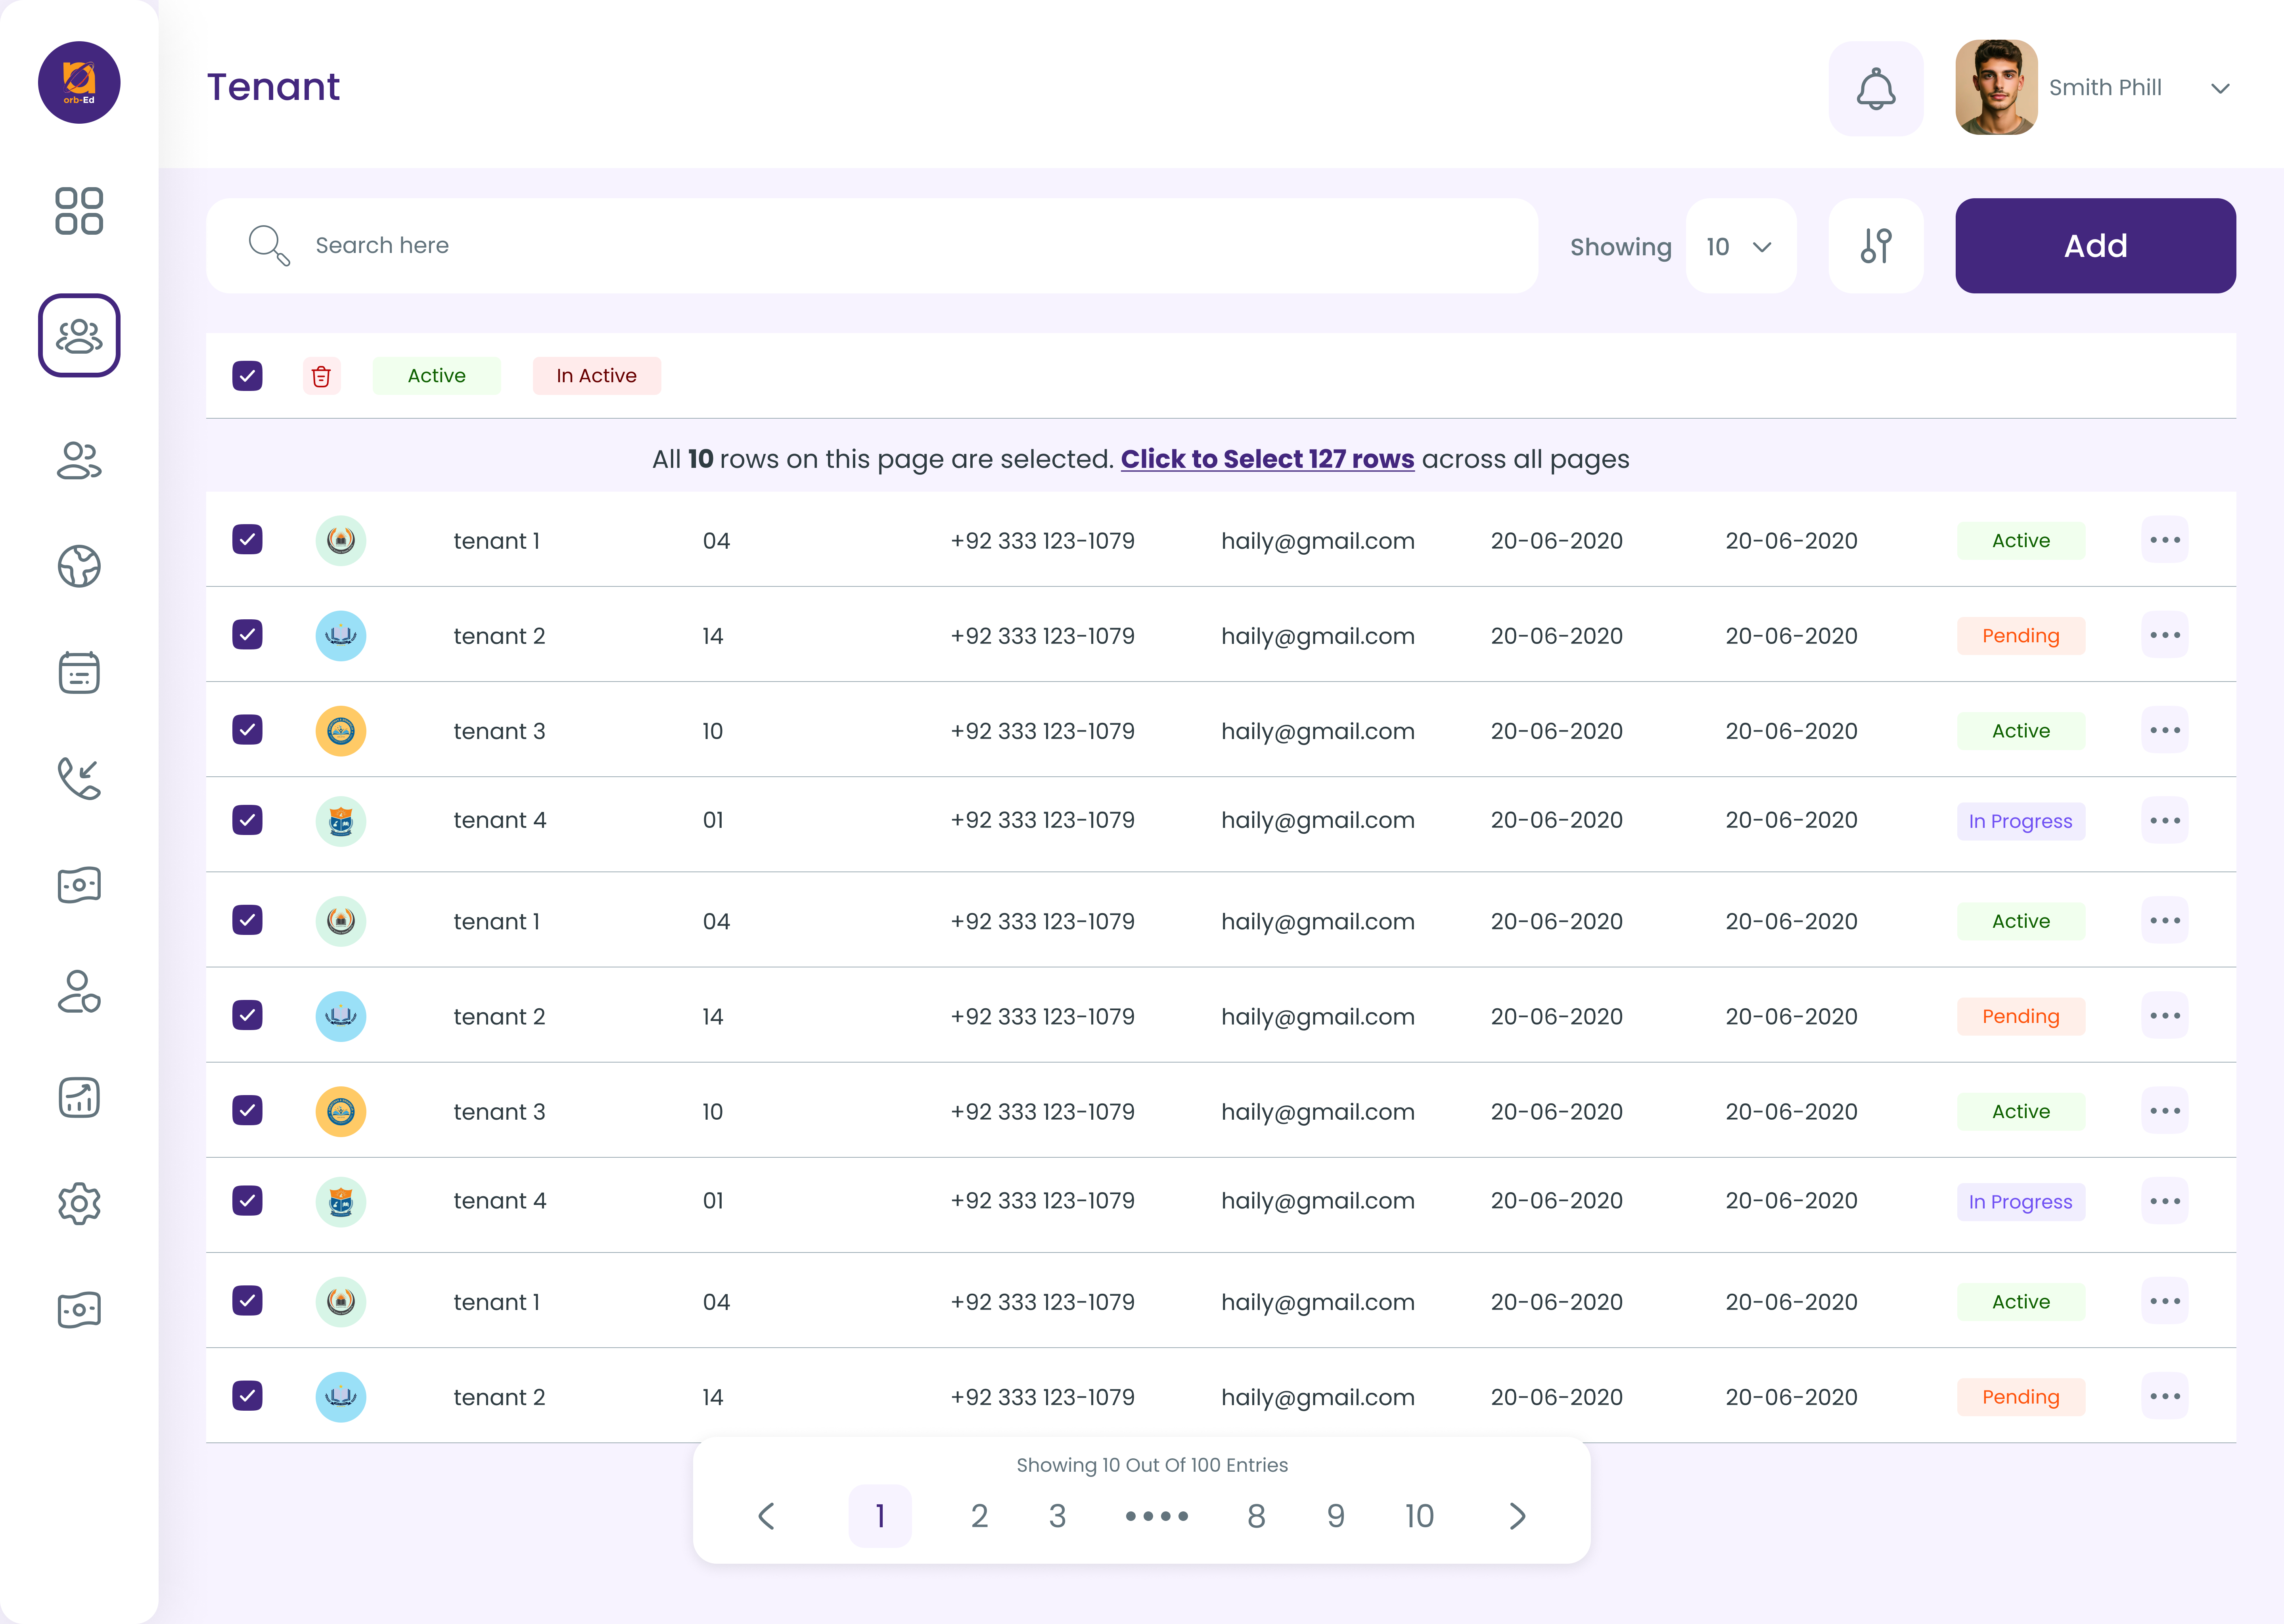 orb-Ed
Tenant
Smith Phill
Search here
Showing 10
Add
Active In Active
All 10 rows on this page are selected. Click to Select 127 rows across all pages
tenant 1 04 +92 333 123-1079 haily@gmail.com 20-06-2020 20-06-2020 Active
tenant 2 14 +92 333 123-1079 haily@gmail.com 20-06-2020 20-06-2020 Pending
tenant 3 10 +92 333 123-1079 haily@gmail.com 20-06-2020 20-06-2020 Active
tenant 4 01 +92 333 123-1079 haily@gmail.com 20-06-2020 20-06-2020 In Progress
tenant 1 04 +92 333 123-1079 haily@gmail.com 20-06-2020 20-06-2020 Active
tenant 2 14 +92 333 123-1079 haily@gmail.com 20-06-2020 20-06-2020 Pending
tenant 3 10 +92 333 123-1079 haily@gmail.com 20-06-2020 20-06-2020 Active
tenant 4 01 +92 333 123-1079 haily@gmail.com 20-06-2020 20-06-2020 In Progress
tenant 1 04 +92 333 123-1079 haily@gmail.com 20-06-2020 20-06-2020 Active
tenant 2 14 +92 333 123-1079 haily@gmail.com 20-06-2020 20-06-2020 Pending
Showing 10 Out Of 100 Entries
1 2 3 •••• 8 9 10